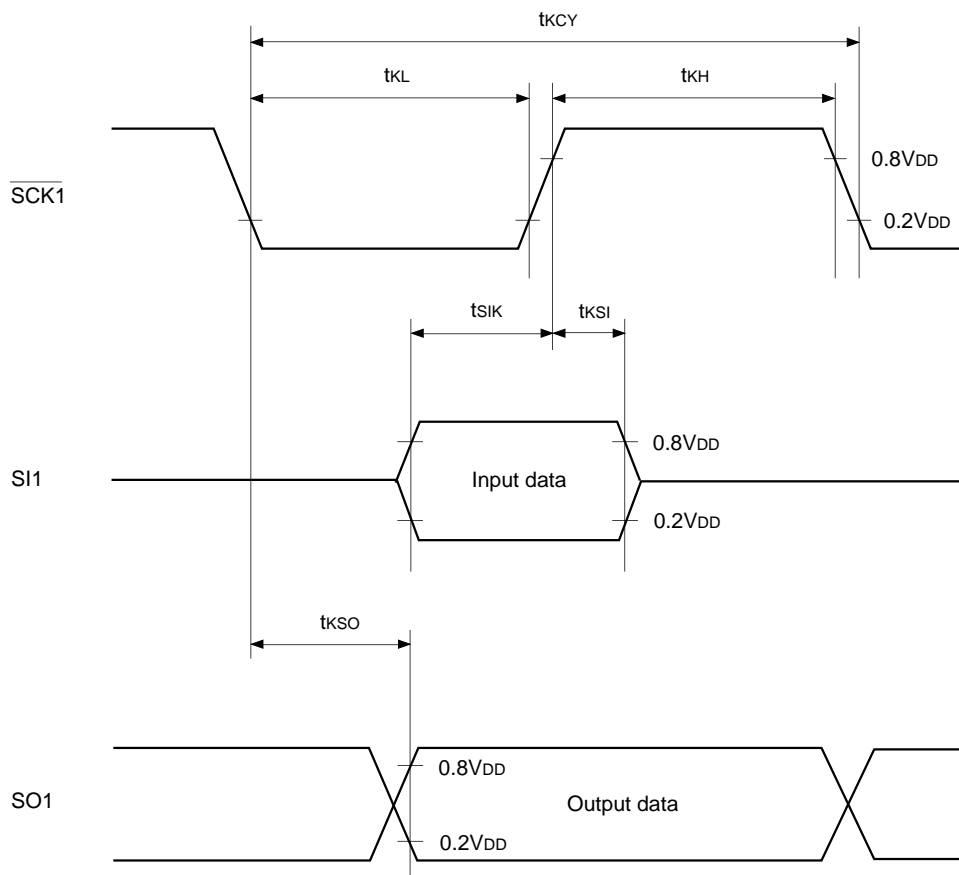 tKCY
tKL
tKH
0.8VDD
SCK1
0.2VDD
tSIK
tKSI
0.8VDD
SI1
Input data
0.2VDD
tKSO
0.8VDD
SO1
Output data
0.2VDD